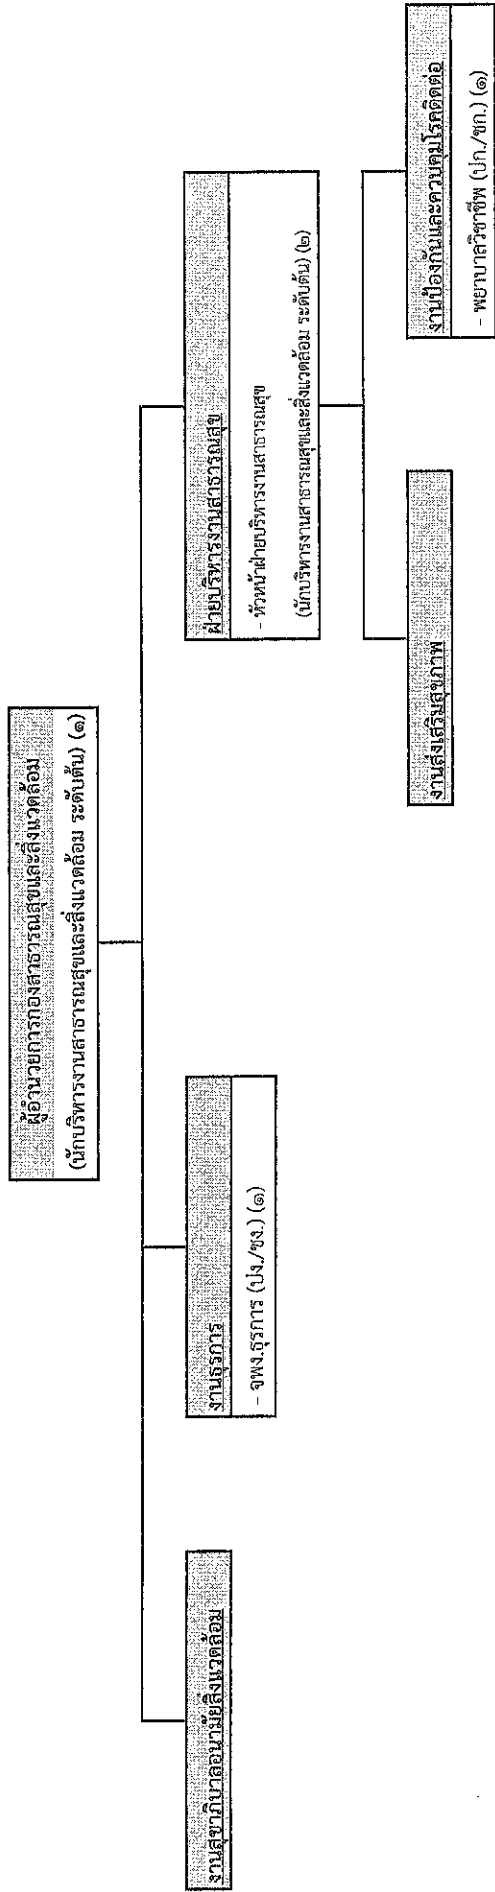 ผู้อำนวยการกองสาธารณสุขและสิ่งแวดล้อม
(นักบริหารงานสาธารณสุขและสิ่งแวดล้อม ระดับต้น) (๑)
งานสุขาภิบาลอนามัยสิ่งแวดล้อม
งานธุรการ
- จพง.ธุรการ (ปง./ชง.) (๑)
ฝ่ายบริหารงานสาธารณสุข
- หัวหน้าฝ่ายบริหารงานสาธารณสุข
(นักบริหารงานสาธารณสุขและสิ่งแวดล้อม ระดับต้น) (๒)
งานส่งเสริมสุขภาพ
งานป้องกันและควบคุมโรคติดต่อ
- พยาบาลวิชาชีพ (ปก./ชก.) (๑)